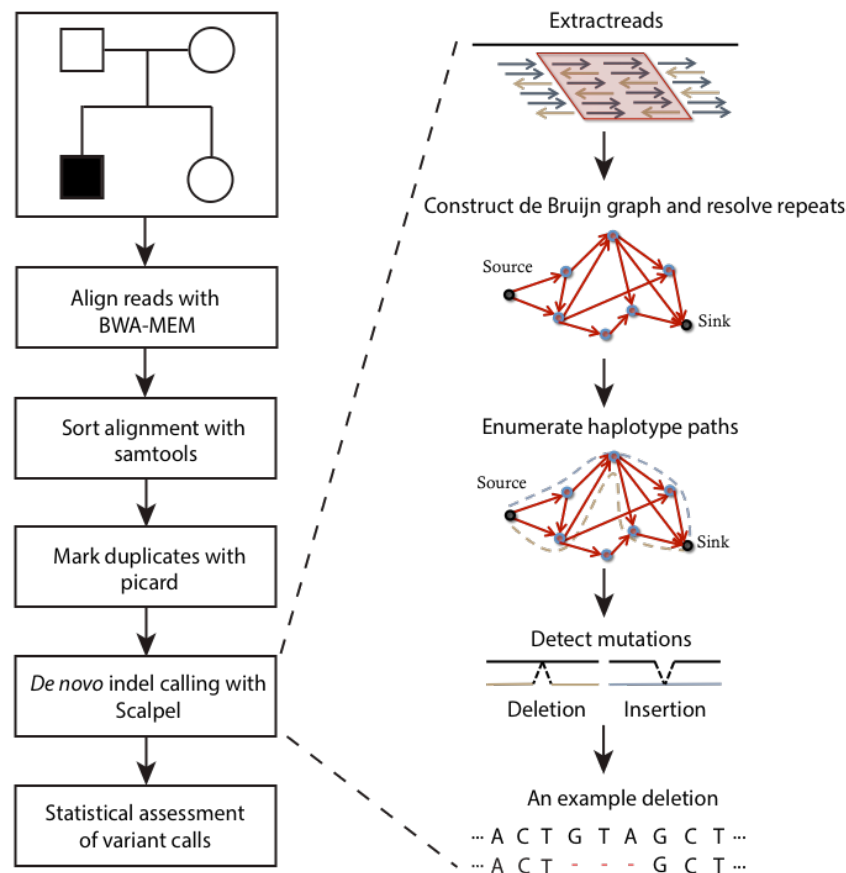 Align reads with
BWA-MEM
Sort alignment with
samtools
Mark duplicates with
picard
De novo indel calling with
Scalpel
Statistical assessment
of variant calls
Extractreads
Construct de Bruijn graph and resolve repeats
Source
Sink
Enumerate haplotype paths
Source
Sink
Detect mutations
Deletion Insertion
An example deletion
··· A C T G T A G C T ···
··· A C T - - - G C T ···